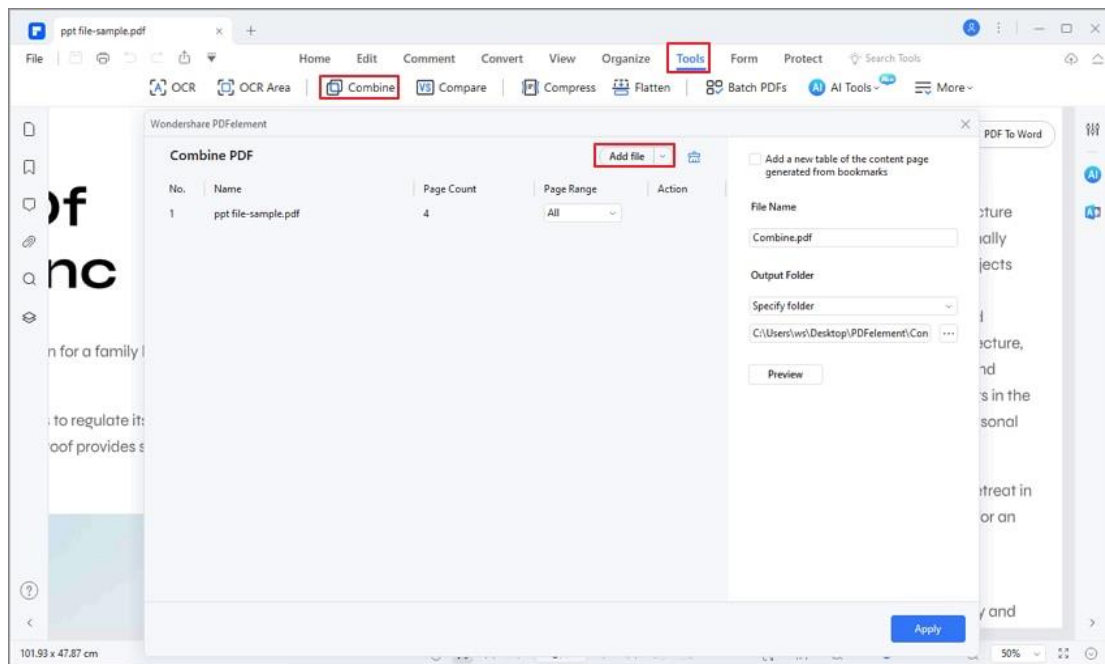 ppt file-sample.pdf
File Home Edit Comment Convert View Organize Tools Form Protect Search Tools
OCR OCR Area Combine VS Compare Compress Flatten Batch PDFs AI AI Tools More
Wondershare PDFelement
PDF To Word
Combine PDF
Add file
Add a new table of the content page
generated from bookmarks
No. Name Page Count Page Range Action
1 ppt file-sample.pdf 4 All
File Name
Combine.pdf
Output Folder
Specify folder
C:\Users\ws\Desktop\PDFelement\Con
Preview
n for a family
to regulate it
oof provides s
cture
ally
jects
ecture,
nd
s in the
sonal
treat in
or an
y and
Apply
101.93 x 47.87 cm
50%